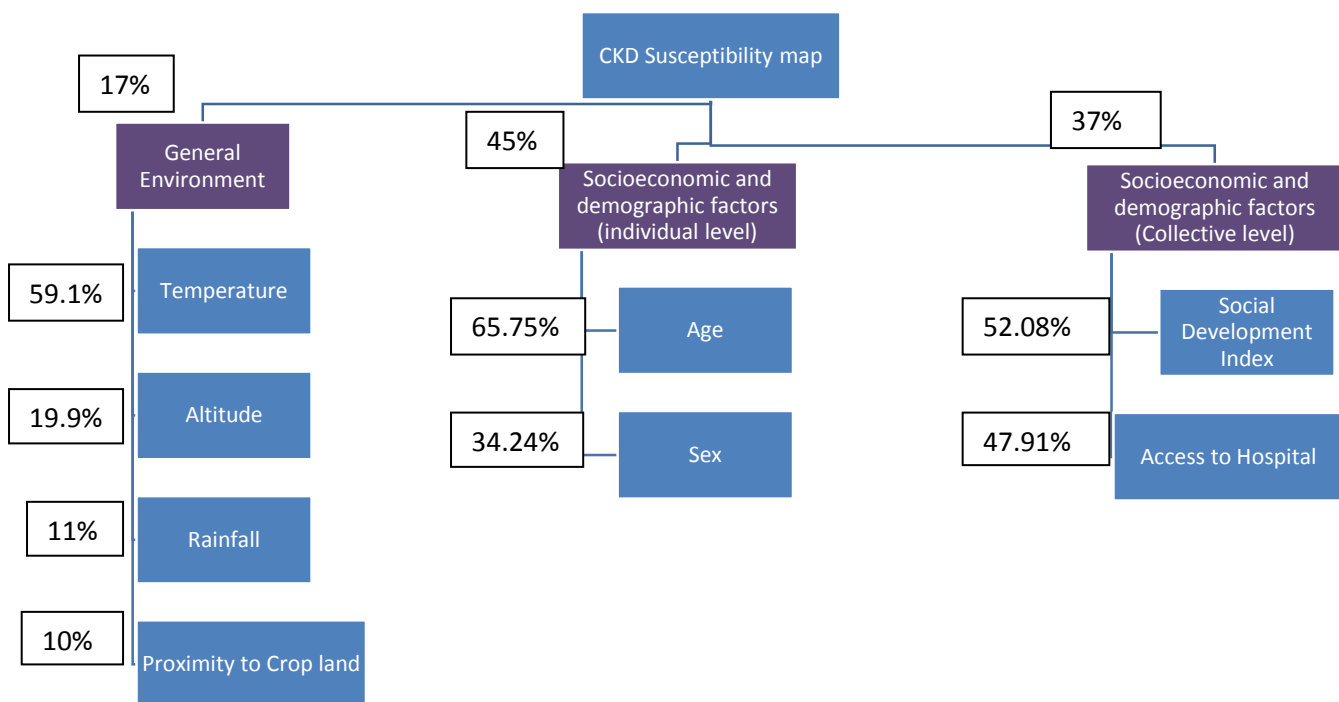 CKD Susceptibility map
17%
General
Environment
59.1%
Temperature
19.9%
Altitude
11%
Rainfall
10%
Proximity to Crop land
45%
Socioeconomic and
demographic factors
(individual level)
65.75%
Age
34.24%
Sex
37%
Socioeconomic and
demographic factors
(Collective level)
52.08%
Social
Development
Index
47.91%
Access to Hospital